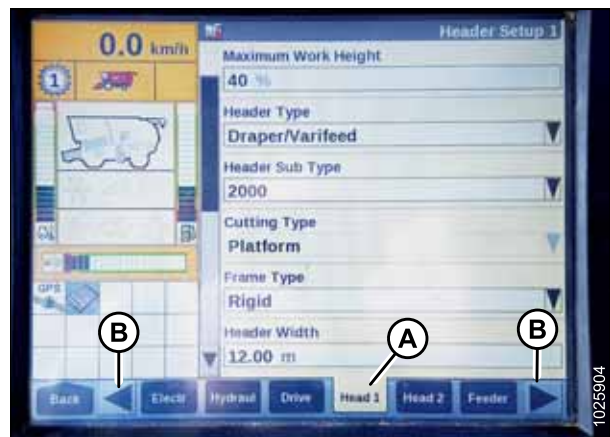 0.0 km/h
1
GPS
Header Setup 1
Maximum Work Height
40 %
Header Type
Draper/Varifeed
Header Sub Type
2000
Cutting Type
Platform
Frame Type
Rigid
Header Width
12.00 m
B
A
B
Back
Electr
Hydraul
Drive
Head 1
Head 2
Feeder
1025904